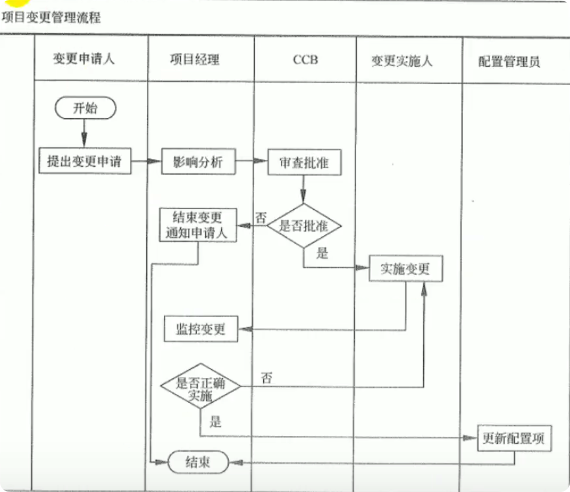 项目变更管理流程
变更申请人
项目经理
CCB
变更实施人
配置管理员
开始
提出变更申请
影响分析
审查批准
结束变更
通知申请人
否
是否批准
是
实施变更
监控变更
是否正确
实施
否
是
更新配置项
结束